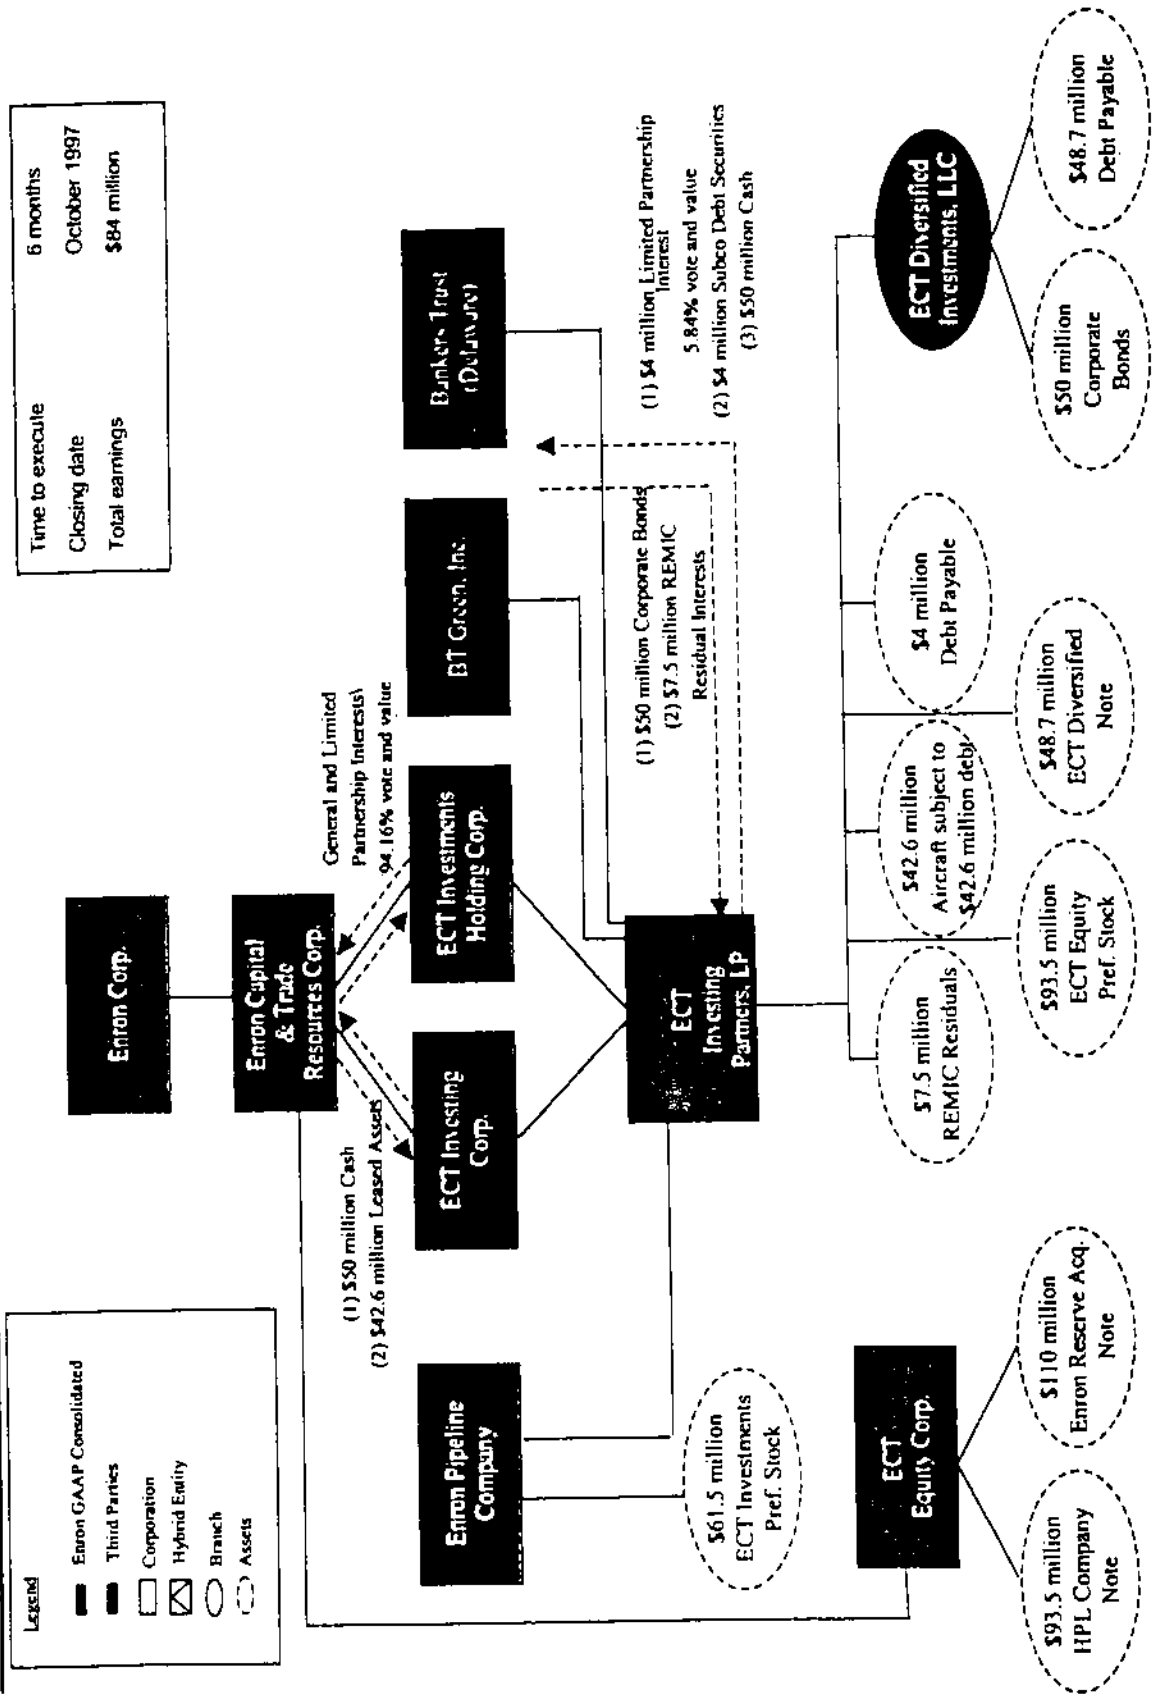 Legend
Enron GAAP Consolidated
Third Parties
Corporation
Hybrid Entity
Branch
Assets
Time to execute 6 months
Closing date October 1997
Total earnings $84 million
Enron Corp.
Enron Capital
& Trade
Resources Corp.
(1) $50 million Cash
(2) $42.6 million Leased Assets
General and Limited
Partnership Interests\
94.16% vote and value
Enron Pipeline
Company
ECT Investing
Corp.
ECT Investments
Holding Corp.
BT Green, Inc.
Bankers Trust
(Delaware)
(1) $50 million Corporate Bonds
(2) $7.5 million REMIC
Residual Interests
(1) $4 million Limited Partnership
Interest
5.84% vote and value
(2) $4 million Subco Debt Securities
(3) $50 million Cash
$61.5 million
ECT Investments
Pref. Stock
ECT
Investing
Partners, LP
ECT
Equity Corp.
$7.5 million
REMIC Residuals
$42.6 million
Aircraft subject to
$42.6 million debt
$4 million
Debt Payable
ECT Diversified
Investments, LLC
$93.5 million
HPL Company
Note
$110 million
Enron Reserve Acq.
Note
$93.5 million
ECT Equity
Pref. Stock
$48.7 million
ECT Diversified
Note
$50 million
Corporate
Bonds
$48.7 million
Debt Payable